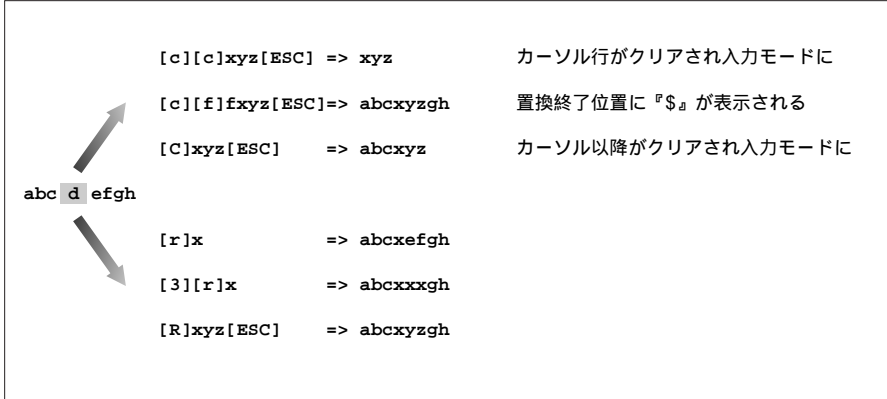 [c][c]xyz[ESC] => xyz カーソル行がクリアされ入力モードに
[c][f]fxyz[ESC]=> abcxyzgh 置換終了位置に『$』が表示される
[C]xyz[ESC] => abcxyz カーソル以降がクリアされ入力モードに
abc d efgh
[r]x => abcxefgh
[3][r]x => abcxxxgh
[R]xyz[ESC] => abcxyzgh